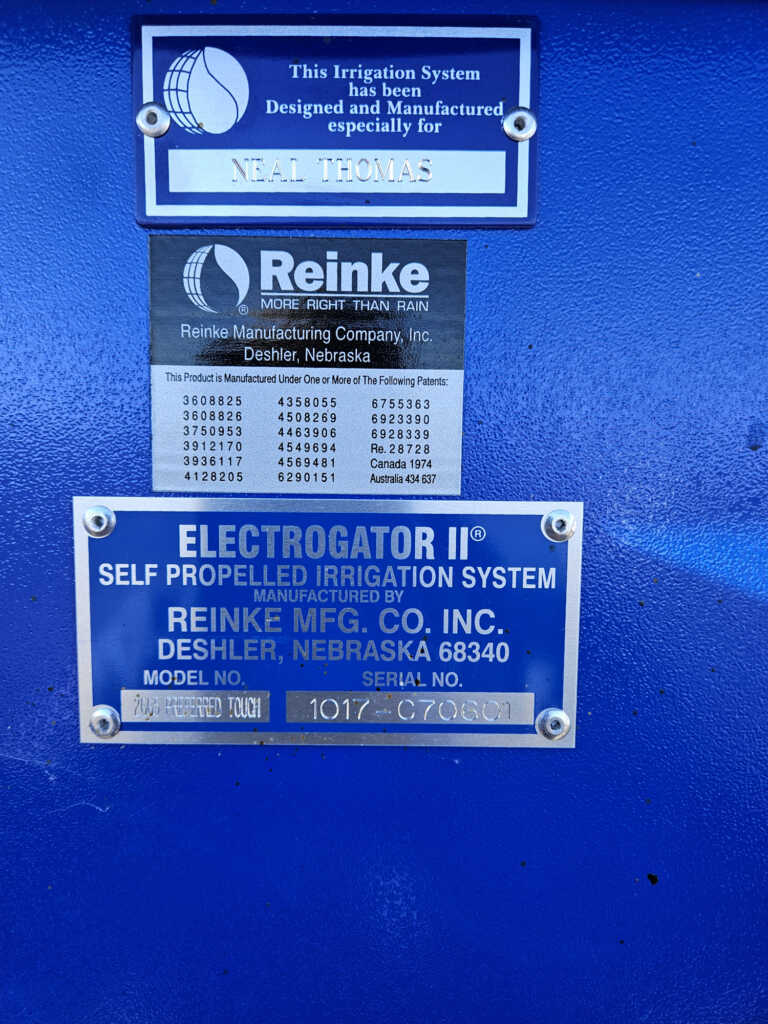 This Irrigation System
has been
Designed and Manufactured
especially for
NEAL THOMAS
Reinke
®
MORE RIGHT THAN RAIN
Reinke Manufacturing Company, Inc.
Deshler, Nebraska
This Product is Manufactured Under One or More of The Following Patents:
3608825 4358055 6755363
3608826 4508269 6923390
3750953 4463906 6928339
3912170 4549694 Re. 28728
3936117 4569481 Canada 1974
4128205 6290151 Australia 434 637
ELECTROGATOR II®
SELF PROPELLED IRRIGATION SYSTEM
MANUFACTURED BY
REINKE MFG. CO. INC.
DESHLER, NEBRASKA 68340
MODEL NO. SERIAL NO.
PREFERRED TOUCH 1017-C70601